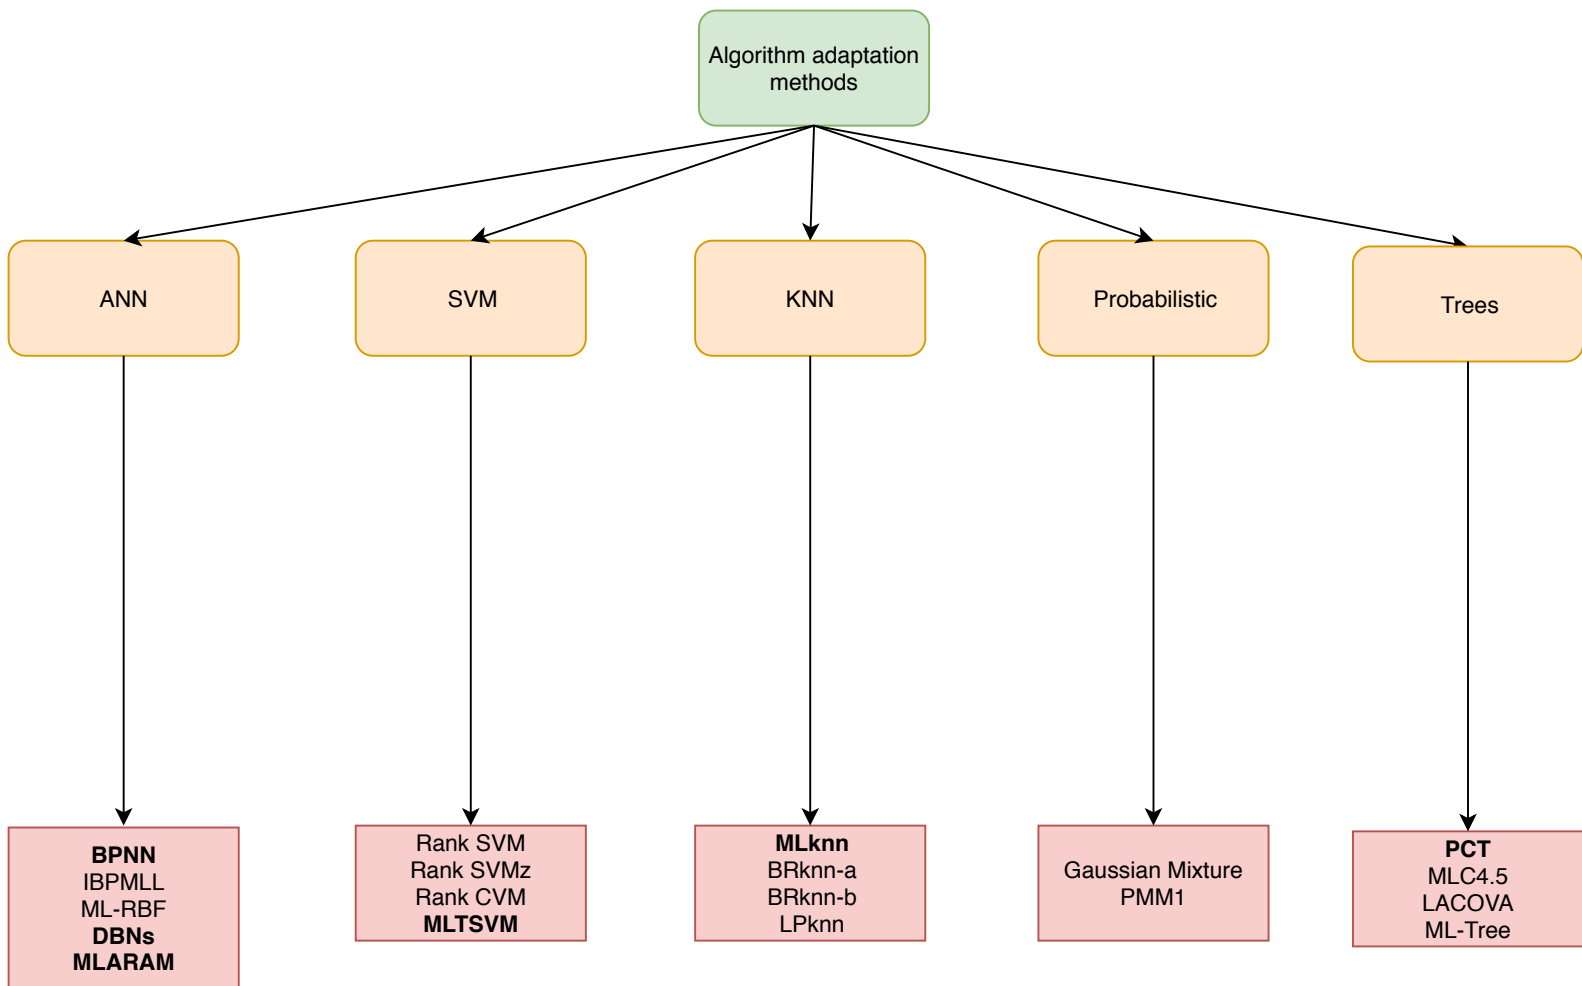 Algorithm adaptation
methods
ANN
SVM
KNN
Probabilistic
Trees
BPNN
IBPMLL
ML-RBF
DBNs
MLARAM
Rank SVM
Rank SVMz
Rank CVM
MLTSVM
MLknn
BRknn-a
BRknn-b
LPknn
Gaussian Mixture
PMM1
PCT
MLC4.5
LACOVA
ML-Tree